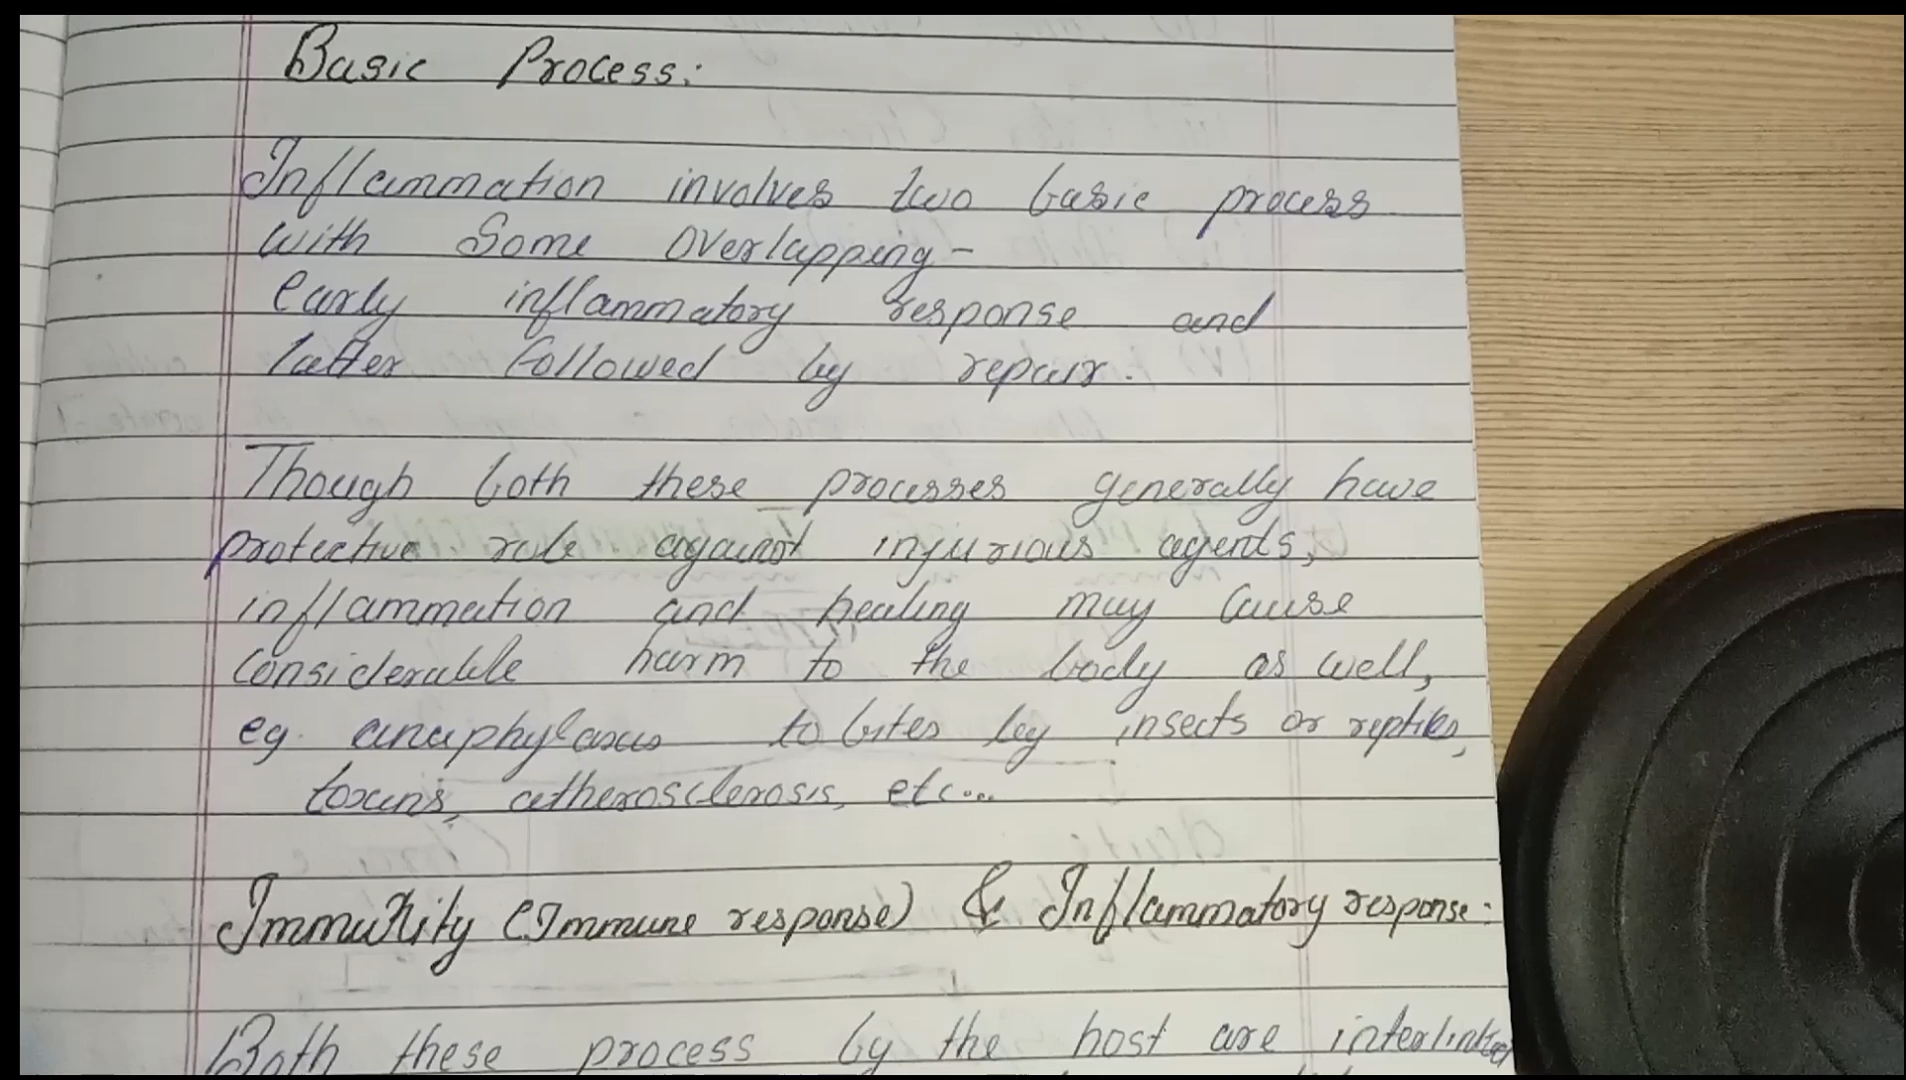 Basic Process:
Inflammation involves two basic process
with Some overlapping-
early inflammatory response and
latter followed by repair.
Though both these processes generally have
protective role against injurious agents,
inflammation and healing may Cause
Considerable harm to the body as well,
eg. anaphylaxis to bites by insects or reptiles,
toxins, atherosclerosis, etc...
Immunity (Immune response) & Inflammatory response:
Both these process by the host are interlinked